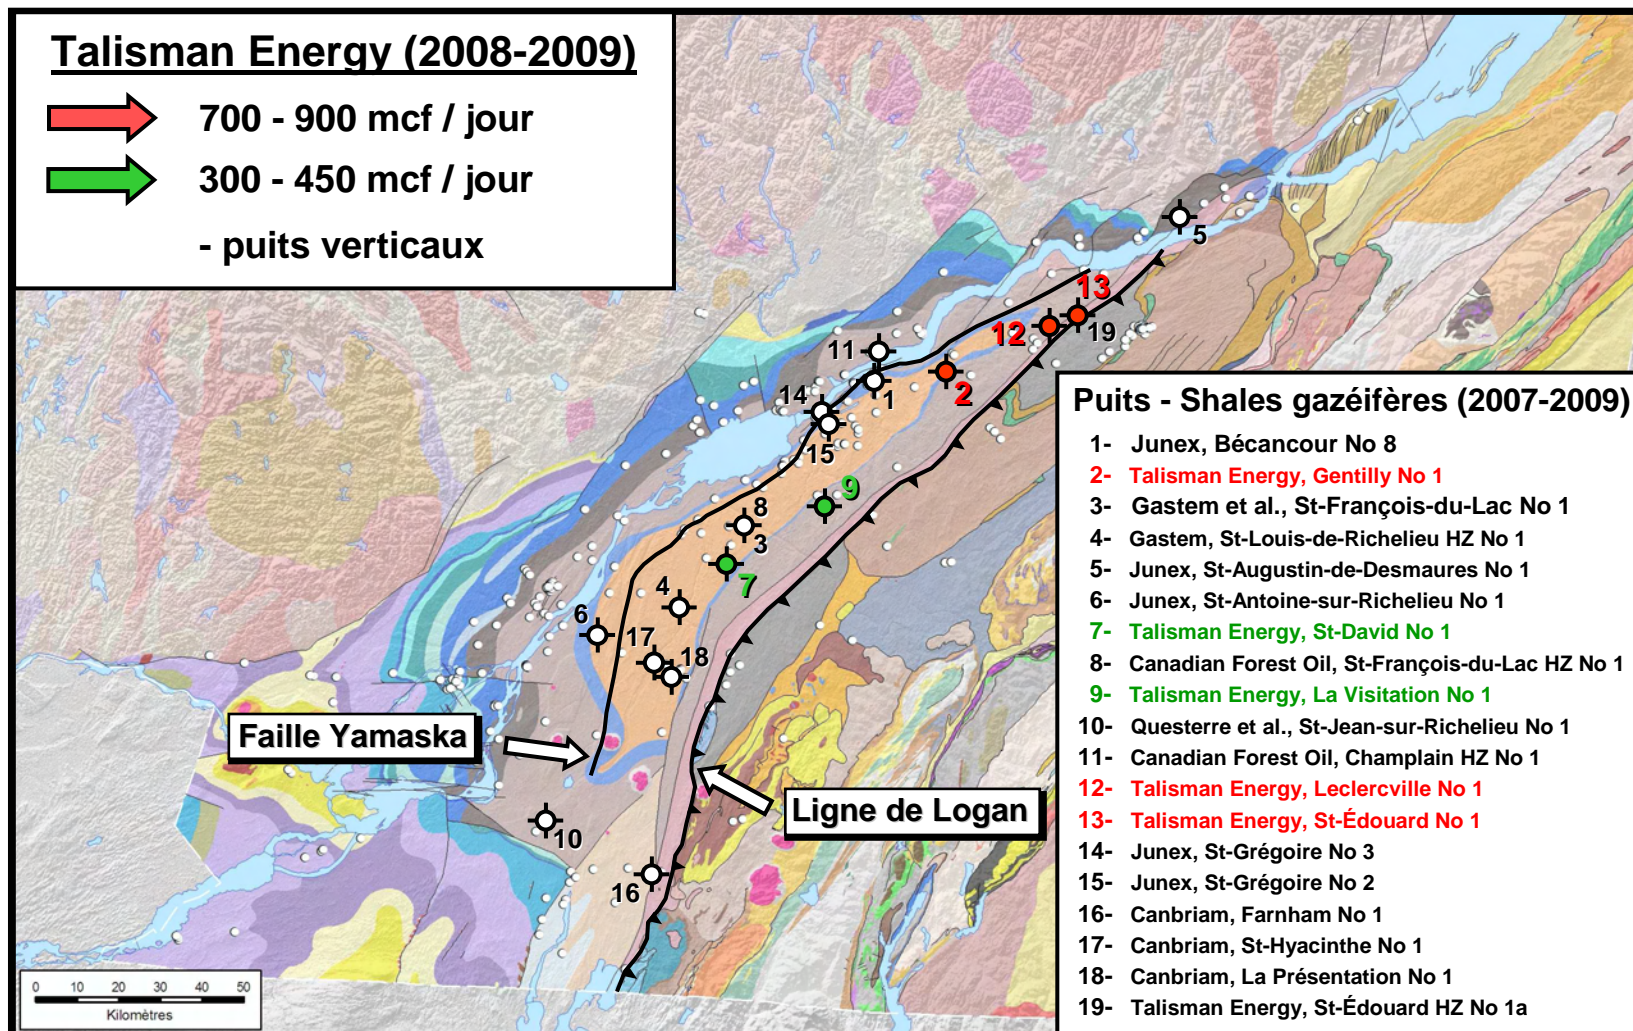 Talisman Energy (2008-2009)
700 - 900 mcf / jour
300 - 450 mcf / jour
- puits verticaux
5
13
12
19
11
2
1
14
15
9
8
3
7
4
6
17
18
Faille Yamaska
Ligne de Logan
10
16
Puits - Shales gazéifères (2007-2009)
1- Junex, Bécancour No 8
2- Talisman Energy, Gentilly No 1
3- Gastem et al., St-François-du-Lac No 1
4- Gastem, St-Louis-de-Richelieu HZ No 1
5- Junex, St-Augustin-de-Desmaures No 1
6- Junex, St-Antoine-sur-Richelieu No 1
7- Talisman Energy, St-David No 1
8- Canadian Forest Oil, St-François-du-Lac HZ No 1
9- Talisman Energy, La Visitation No 1
10- Questerre et al., St-Jean-sur-Richelieu No 1
11- Canadian Forest Oil, Champlain HZ No 1
12- Talisman Energy, Leclercville No 1
13- Talisman Energy, St-Édouard No 1
14- Junex, St-Grégoire No 3
15- Junex, St-Grégoire No 2
16- Canbriam, Farnham No 1
17- Canbriam, St-Hyacinthe No 1
18- Canbriam, La Présentation No 1
19- Talisman Energy, St-Édouard HZ No 1a
0 10 20 30 40 50
Kilomètres